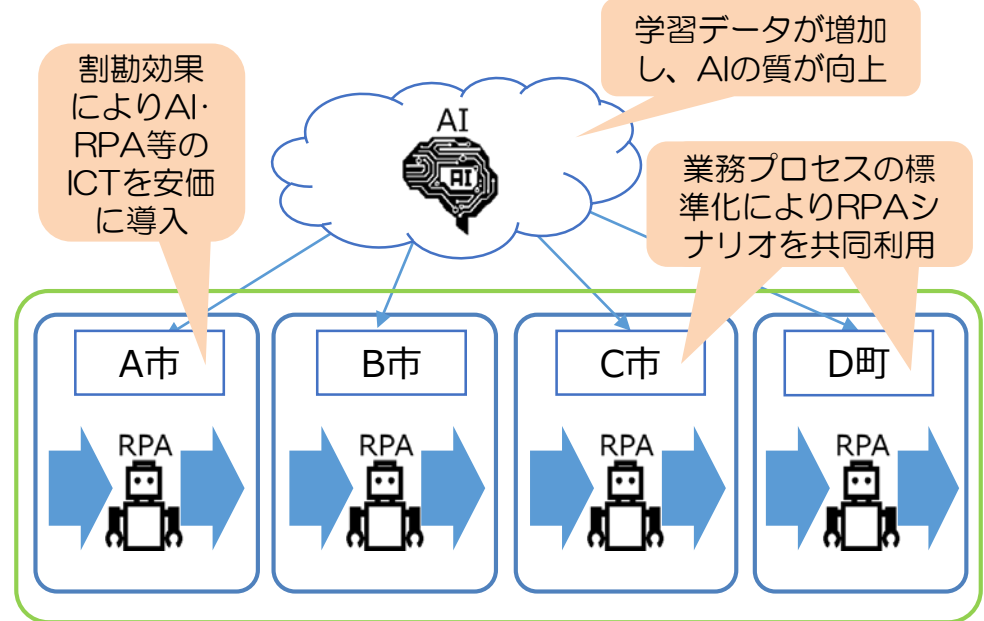 学習データが増加
し、AIの質が向上
割勘効果
によりAI・
RPA等の
ICTを安価
に導入
AI
AI
業務プロセスの標
準化によりRPAシ
ナリオを共同利用
A市
B市
C市
D町
RPA
RPA
RPA
RPA